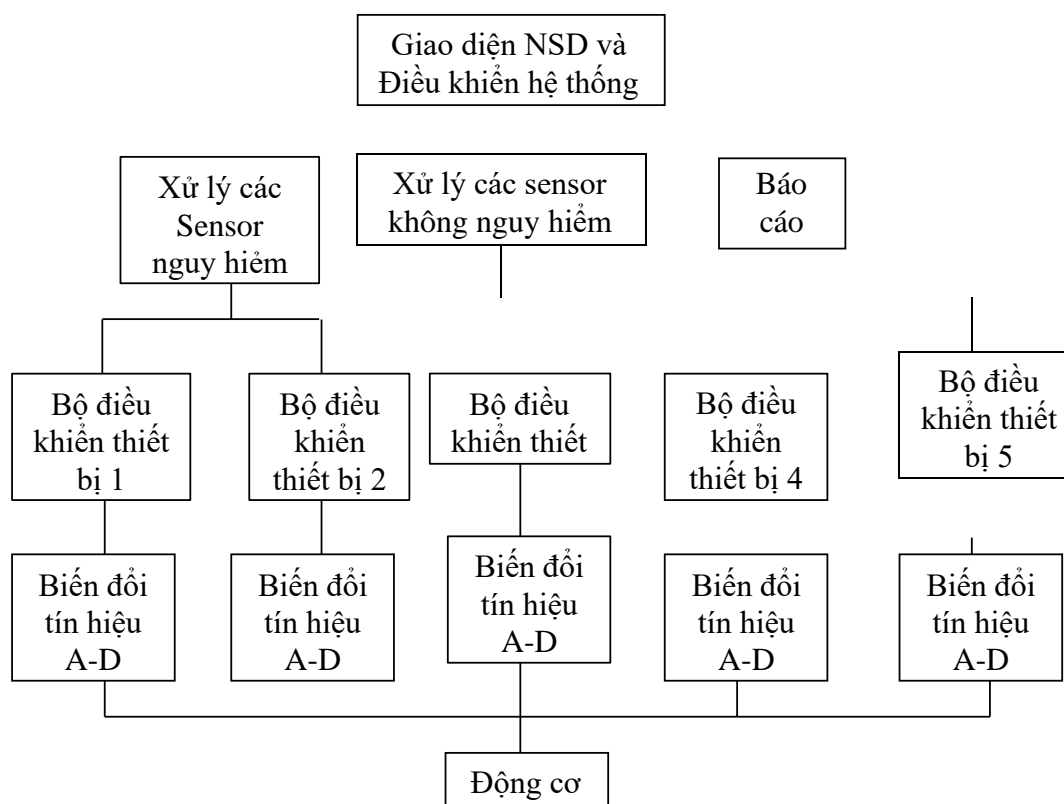 Giao diện NSD và
Điều khiển hệ thống
Xử lý các
Sensor
nguy hiẻm
Xử lý các sensor
không nguy hiểm
Báo
cáo
Bộ điều
khiển thiết
bị 1
Bộ điều
khiển
thiết bị 2
Bộ điều
khiển thiết
Bộ điều
khiển
thiết bị 4
Bộ điều
khiển thiết
bị 5
Biến đổi
tín hiệu
A-D
Biến đổi
tín hiệu
A-D
Biến đổi
tín hiệu
A-D
Biến đổi
tín hiệu
A-D
Biến đổi
tín hiệu
A-D
Động cơ